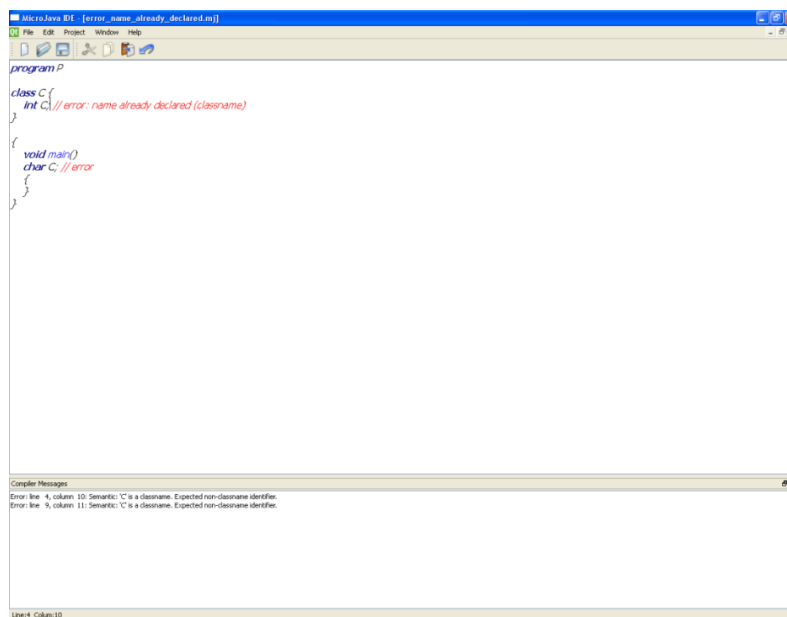 MicroJava IDE - [error_name_already_declared.mj]
File Edit Project Window Help
program P
class C {
int C; // error: name already declared (classname)
}
{
void main()
char C; // error
{
}
}
Compiler Messages
Error: line 4, column 10: Semantic: 'C' is a classname. Expected non-classname identifier.
Error: line 9, column 11: Semantic: 'C' is a classname. Expected non-classname identifier.
Line:4 Colum:10